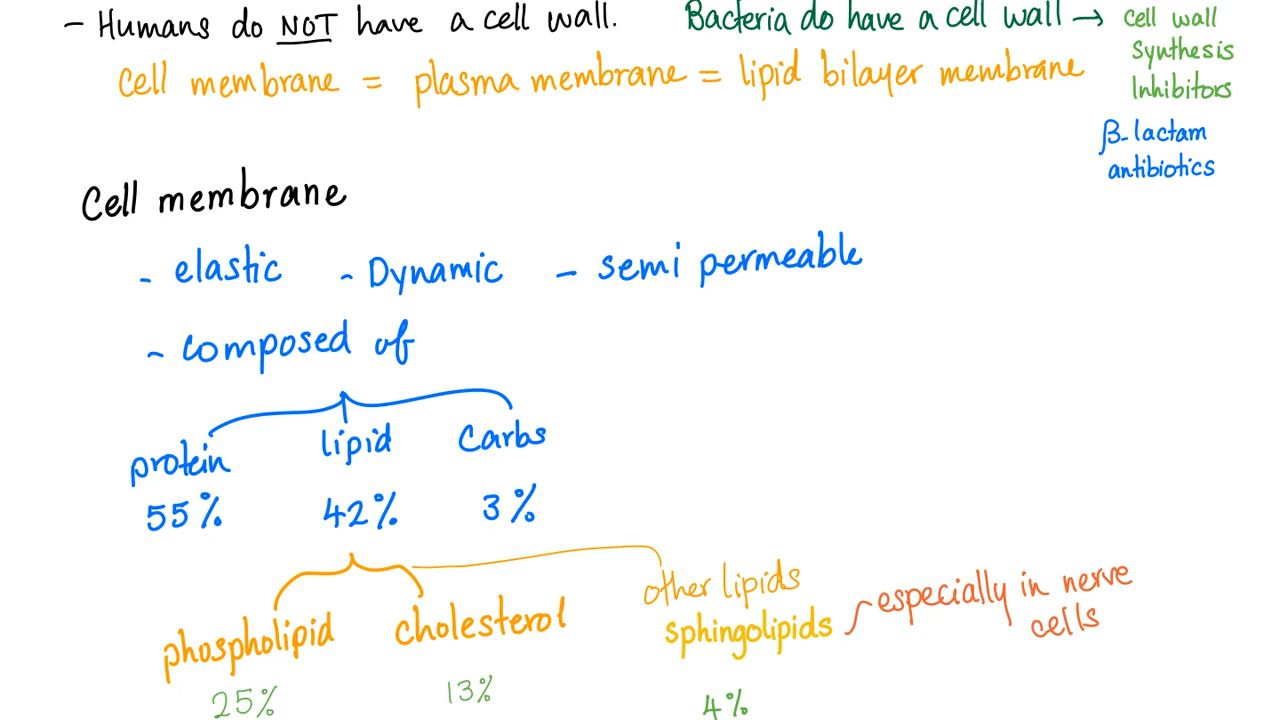 - Humans do NOT have a cell wall. Bacteria do have a cell wall → cell wall
Synthesis
Inhibitors
Cell membrane = plasma membrane = lipid bilayer membrane
β-lactam
antibiotics
Cell membrane
- elastic - Dynamic - semi permeable
- composed of
protein lipid Carbs
55% 42% 3%
phospholipid cholesterol other lipids
sphingolipids especially in nerve
cells
25% 13% 4%